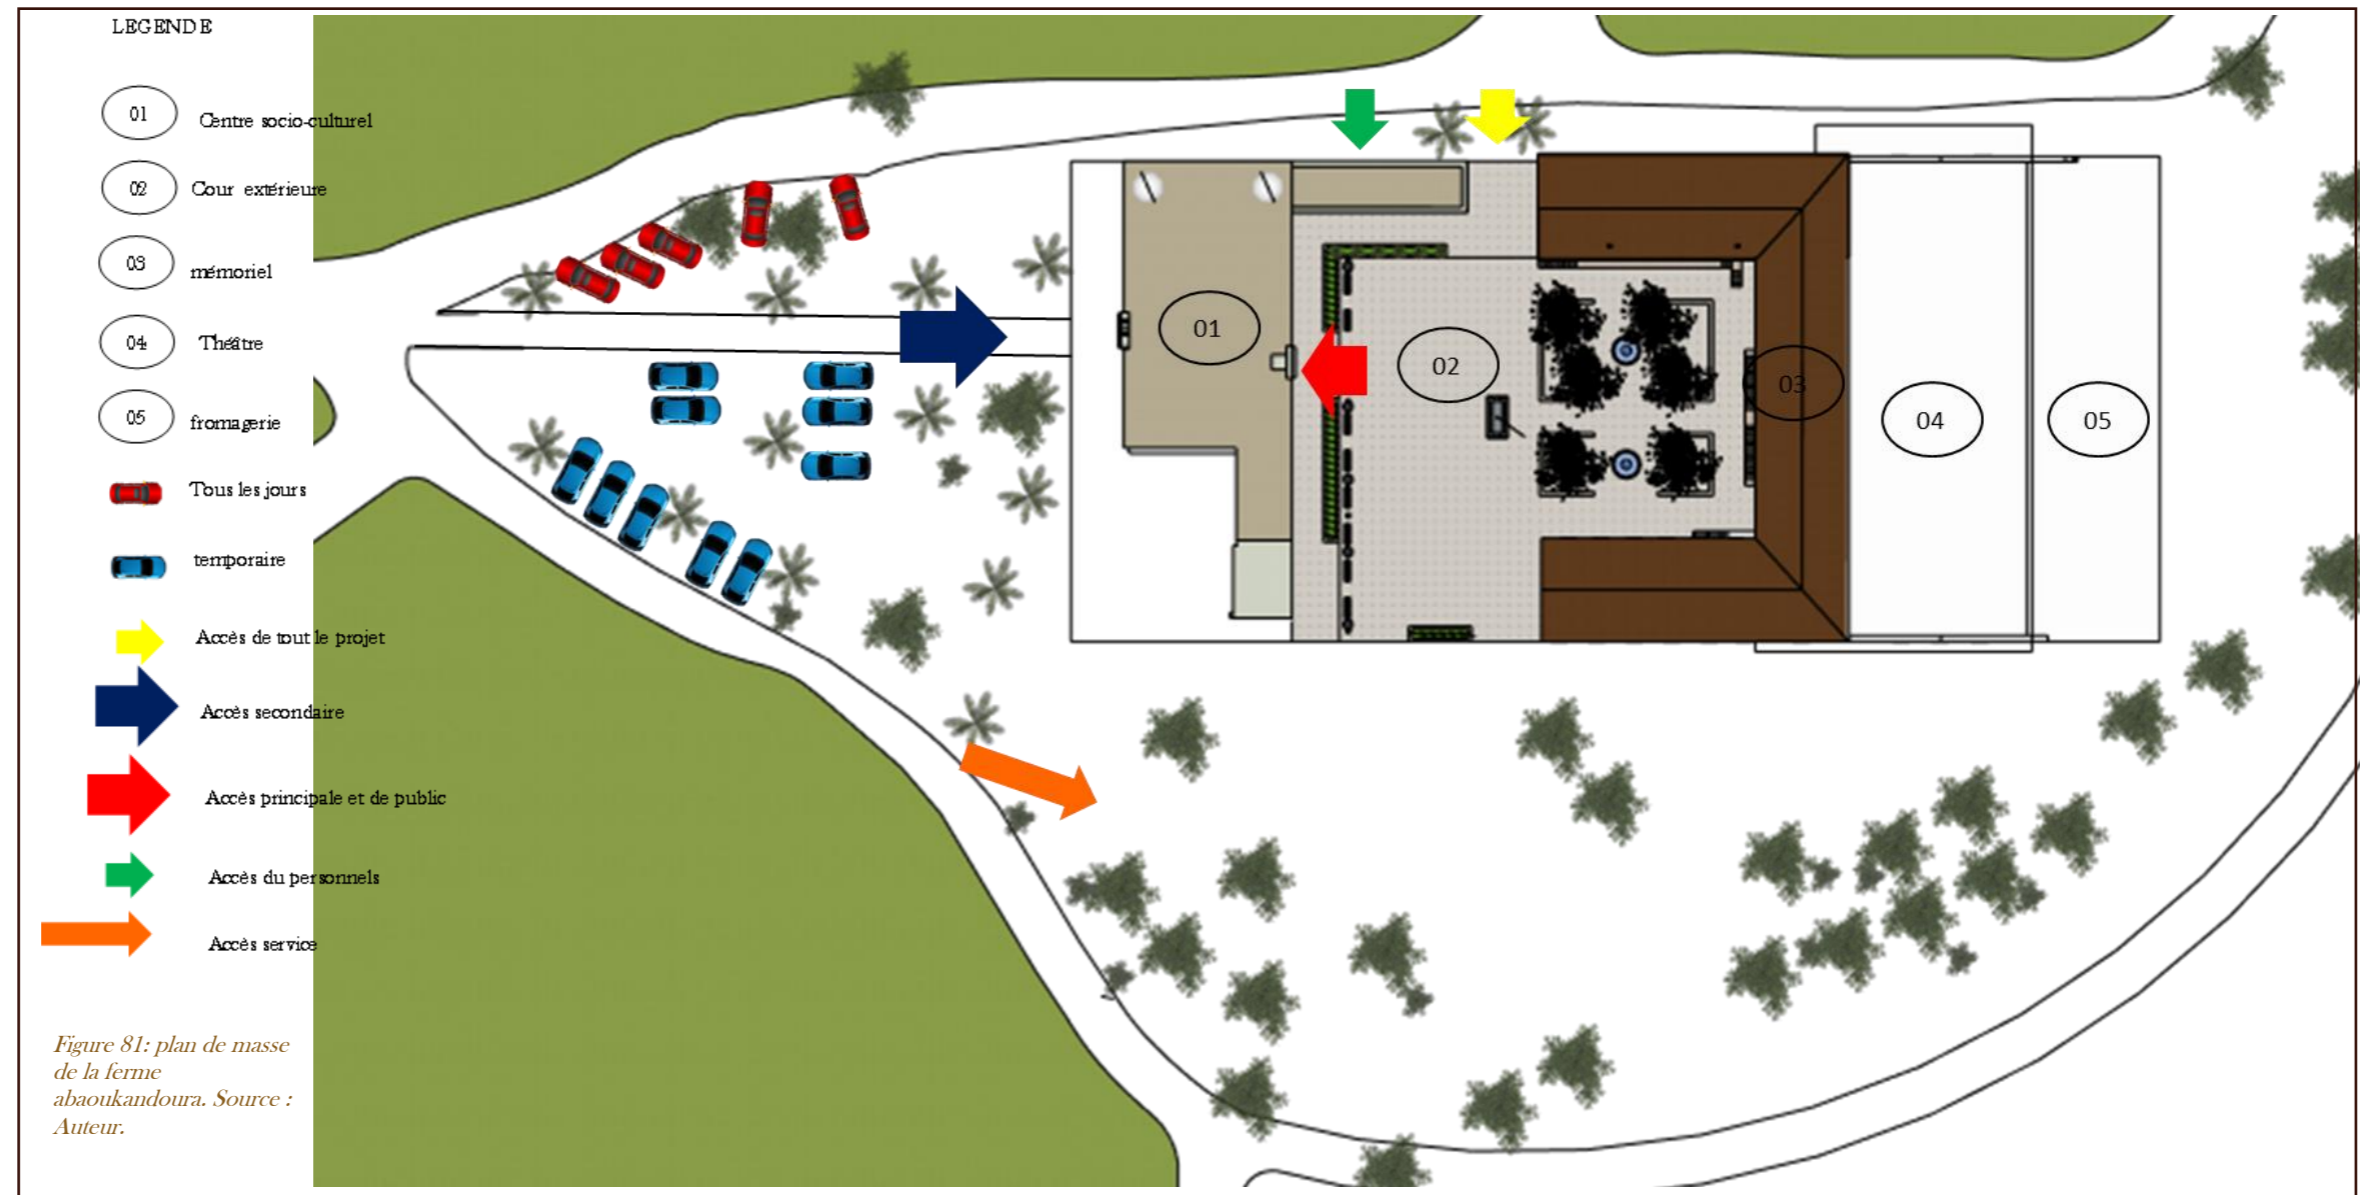 LEGENDE
01 Centre socio-culturel
02 Cour extérieure
03 mémoriel
04 Théâtre
05 fromagerie
Tous les jours
temporaire
Accès de tout le projet
Accès secondaire
Accès principale et de public
Accès du personnels
Accès service
Figure 81: plan de masse
de la ferme
abaoukandoura. Source :
Auteur.
01
02
03
04
05